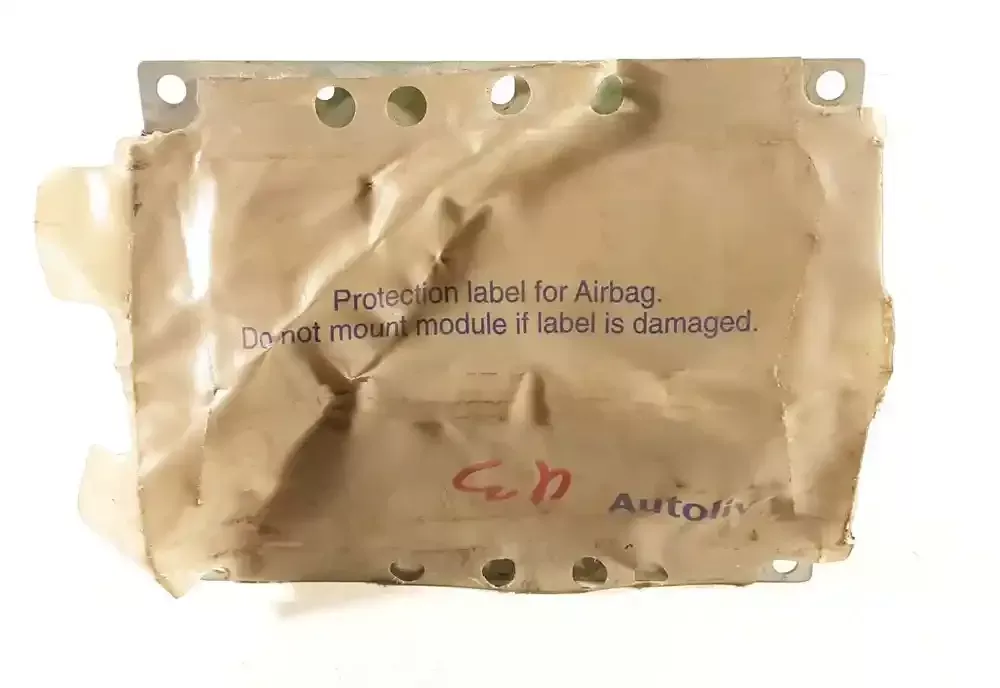 Protection label for Airbag.
Do not mount module if label is damaged.
Autoliv